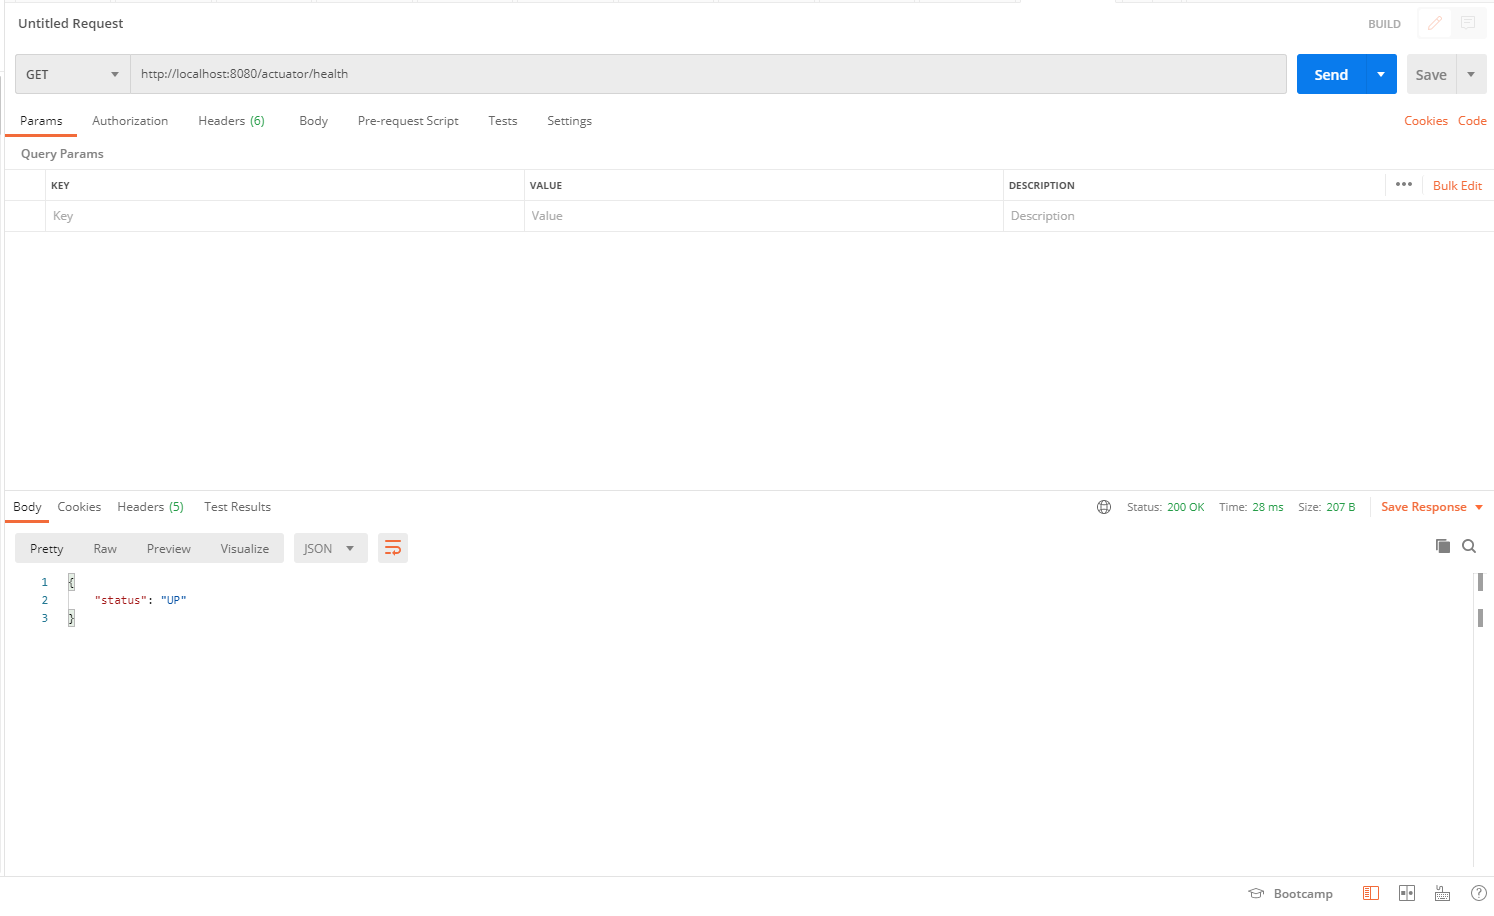 Untitled Request
BUILD
GET
http://localhost:8080/actuator/health
Send
Save
Params Authorization Headers (6) Body Pre-request Script Tests Settings
Cookies Code
Query Params
KEY VALUE DESCRIPTION ••• Bulk Edit
Key Value Description
Body Cookies Headers (5) Test Results
Status: 200 OK Time: 28 ms Size: 207 B Save Response
Pretty Raw Preview Visualize JSON
1 {
2 "status": "UP"
3 }
Bootcamp